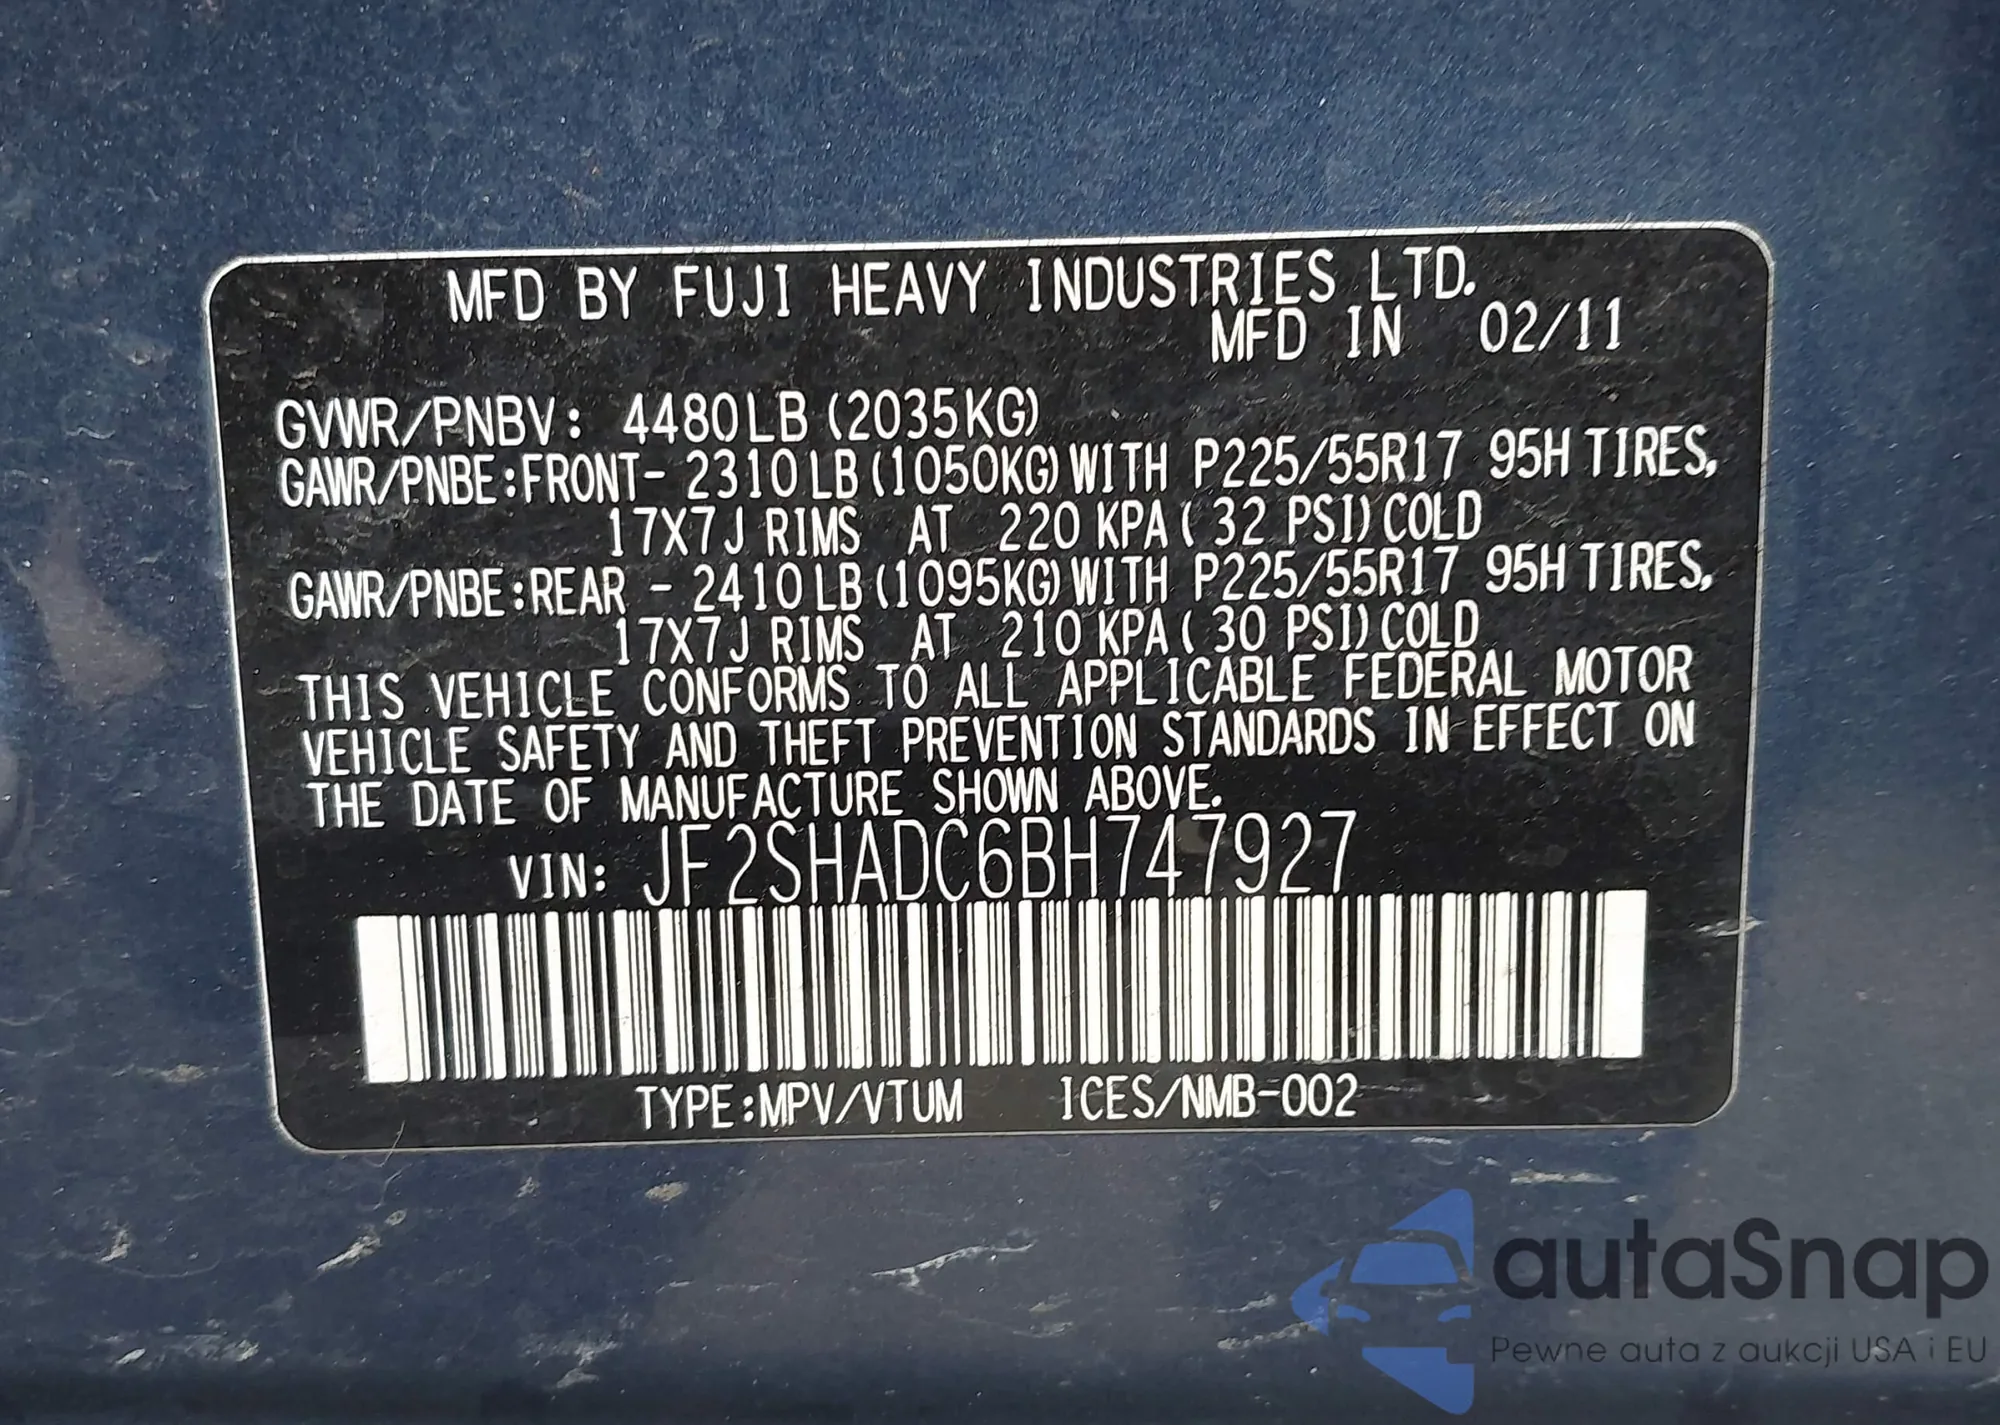 MFD BY FUJI HEAVY INDUSTRIES LTD.
MFD IN 02/11
GVWR/PNBV: 4480LB (2035KG)
GAWR/PNBE:FRONT- 2310LB (1050KG) WITH P225/55R17 95H TIRES,
17X7J RIMS AT 220 KPA ( 32 PSI) COLD
GAWR/PNBE:REAR - 2410LB (1095KG) WITH P225/55R17 95H TIRES,
17X7J RIMS AT 210 KPA ( 30 PSI) COLD
THIS VEHICLE CONFORMS TO ALL APPLICABLE FEDERAL MOTOR
VEHICLE SAFETY AND THEFT PREVENTION STANDARDS IN EFFECT ON
THE DATE OF MANUFACTURE SHOWN ABOVE.
VIN: JF2SHADC6BH747927
TYPE:MPV/VTUM ICES/NMB-002
autaSnap
Pewne auta z aukcji USA i EU